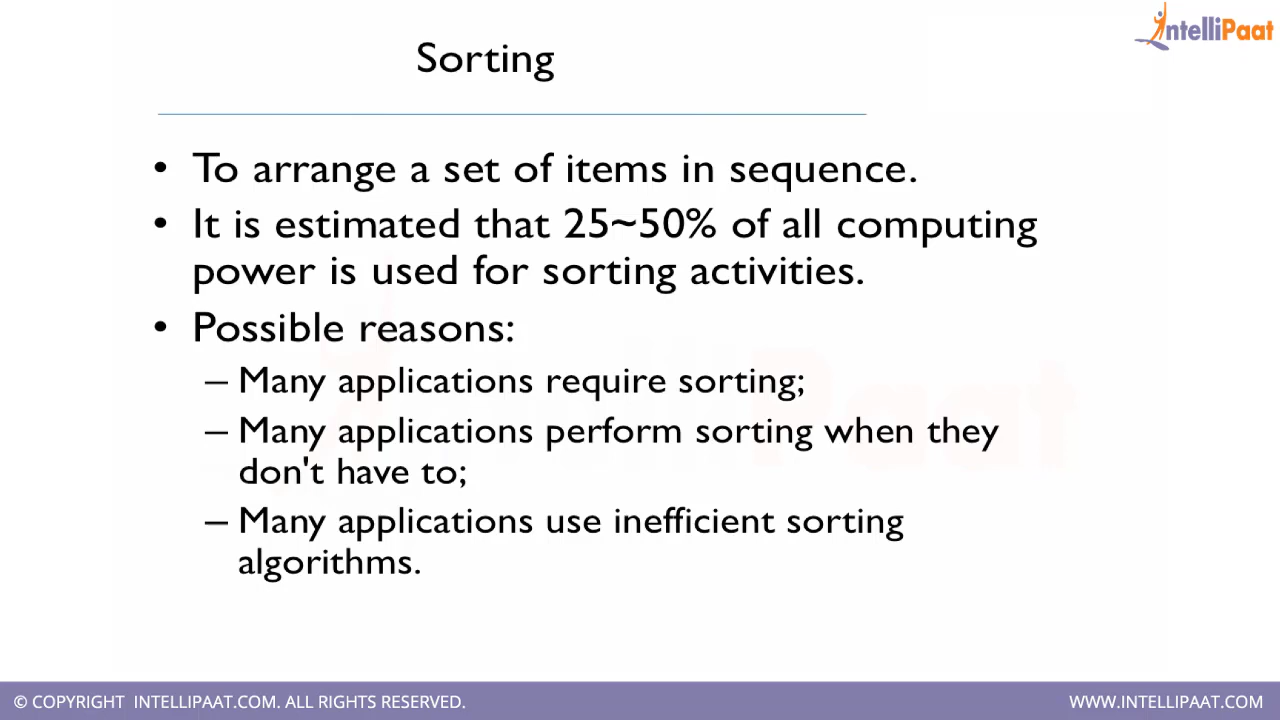 IntelliPaat
Sorting
• To arrange a set of items in sequence.
• It is estimated that 25~50% of all computing
power is used for sorting activities.
• Possible reasons:
– Many applications require sorting;
– Many applications perform sorting when they
don't have to;
– Many applications use inefficient sorting
algorithms.
© COPYRIGHT INTELLIPAAT.COM. ALL RIGHTS RESERVED.
WWW.INTELLIPAAT.COM